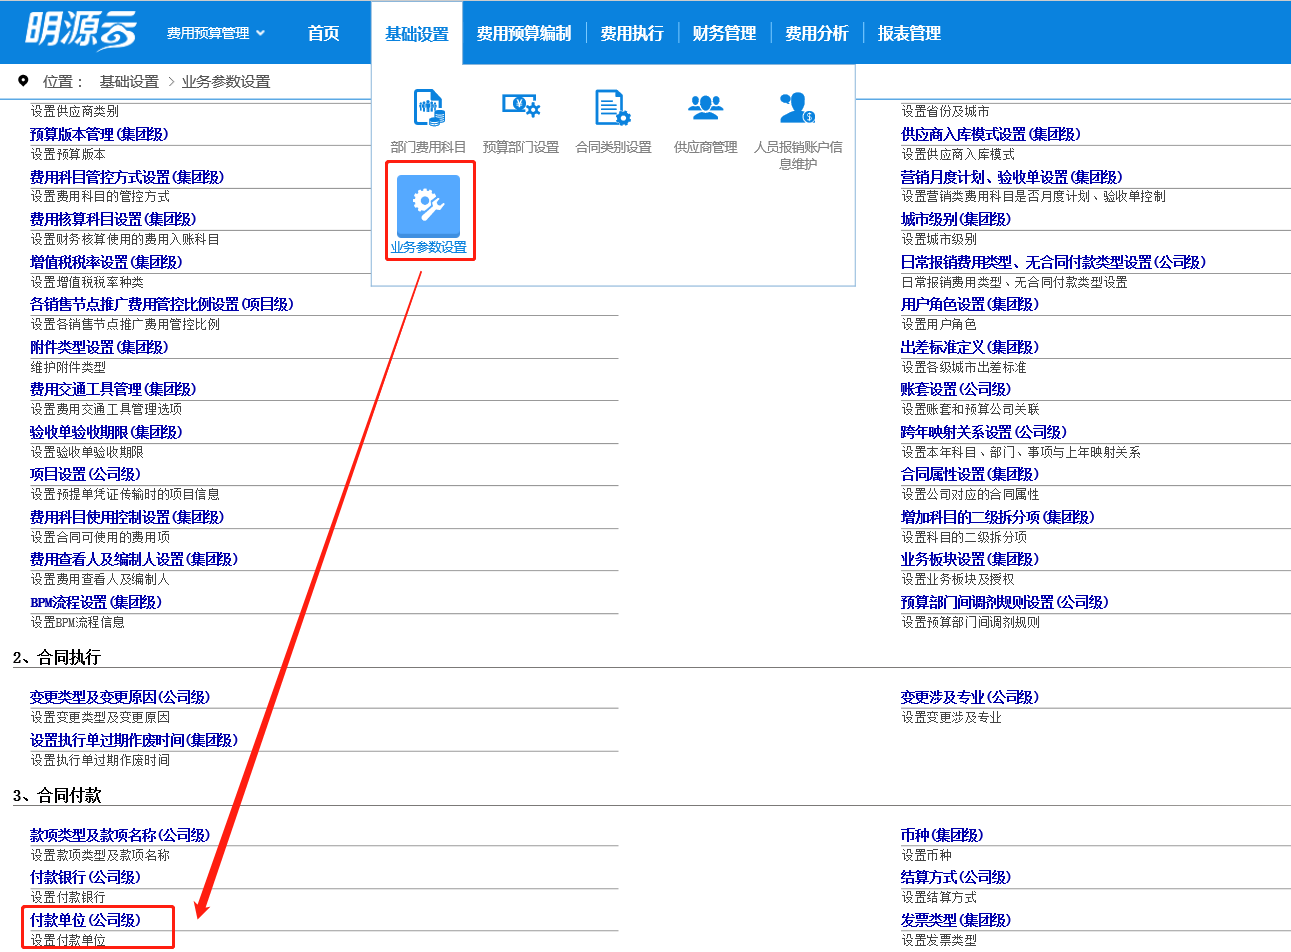 明源云
费用预算管理
首页
基础设置
费用预算编制
费用执行
财务管理
费用分析
报表管理
位置： 基础设置 > 业务参数设置
部门费用科目
预算部门设置
合同类别设置
供应商管理
人员报销账户信
息维护
业务参数设置
设置供应商类别
预算版本管理(集团级)
设置预算版本
费用科目管控方式设置(集团级)
设置费用科目的管控方式
费用核算科目设置(集团级)
设置财务核算使用的费用入账科目
增值税税率设置(集团级)
设置增值税税率种类
各销售节点推广费用管控比例设置(项目级)
设置各销售节点推广费用管控比例
附件类型设置(集团级)
维护附件类型
费用交通工具管理(集团级)
设置费用交通工具管理选项
验收单验收期限(集团级)
设置验收单验收期限
项目设置(公司级)
设置预提单凭证传输时的项目信息
费用科目使用控制设置(集团级)
设置合同可使用的费用项
费用查看人及编制人设置(集团级)
设置费用查看人及编制人
BPM流程设置(集团级)
设置BPM流程信息
设置省份及城市
供应商入库模式设置(集团级)
设置供应商入库模式
营销月度计划、验收单设置(集团级)
设置营销类费用科目是否月度计划、验收单控制
城市级别(集团级)
设置城市级别
日常报销费用类型、无合同付款类型设置(公司级)
日常报销费用类型、无合同付款类型设置
用户角色设置(集团级)
设置用户角色
出差标准定义(集团级)
设置各级城市出差标准
账套设置(公司级)
设置账套和预算公司关联
跨年映射关系设置(公司级)
设置本年科目、部门、事项与上年映射关系
合同属性设置(集团级)
设置公司对应的合同属性
增加科目的二级拆分项(集团级)
设置科目的二级拆分项
业务板块设置(集团级)
设置业务板块及授权
预算部门间调剂规则设置(公司级)
设置预算部门间调剂规则
2、合同执行
变更类型及变更原因(公司级)
设置变更类型及变更原因
设置执行单过期作废时间(集团级)
设置执行单过期作废时间
变更涉及专业(公司级)
设置变更涉及专业
3、合同付款
款项类型及款项名称(公司级)
设置款项类型及款项名称
付款银行(公司级)
设置付款银行
付款单位(公司级)
设置付款单位
币种(集团级)
设置币种
结算方式(公司级)
设置结算方式
发票类型(集团级)
设置发票类型